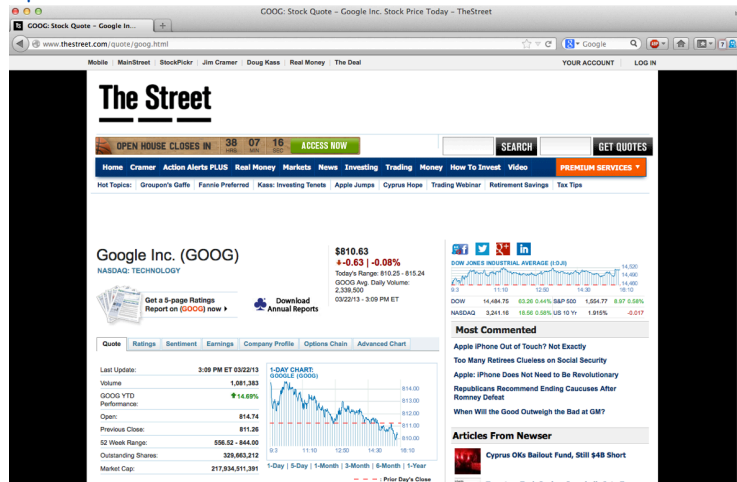 GOOG: Stock Quote - Google Inc. Stock Price Today - TheStreet
GOOG: Stock Quote - Google In...
www.thestreet.com/quote/goog.html
Google
Mobile | MainStreet | StockPickr | Jim Cramer | Doug Kass | Real Money | The Deal
YOUR ACCOUNT | LOG IN
The Street
OPEN HOUSE CLOSES IN 38 07 16 ACCESS NOW
HRS MIN SEC
SEARCH
GET QUOTES
Home Cramer Action Alerts PLUS Real Money Markets News Investing Trading Money How To Invest Video PREMIUM SERVICES
Hot Topics: Groupon's Gaffe | Fannie Preferred | Kass: Investing Tenets | Apple Jumps | Cyprus Hope | Trading Webinar | Retirement Savings | Tax Tips
Google Inc. (GOOG)
NASDAQ: TECHNOLOGY
$810.63
-0.63 | -0.08%
Today's Range: 810.25 - 815.24
GOOG Avg. Daily Volume:
2,339,500
03/22/13 - 3:09 PM ET
Get a 5-page Ratings
Report on (GOOG) now
Download
Annual Reports
Quote Ratings Sentiment Earnings Company Profile Options Chain Advanced Chart
Last Update: 3:09 PM ET 03/22/13
Volume 1,081,383
GOOG YTD
Performance: 14.69%
Open: 814.74
Previous Close: 811.26
52 Week Range: 556.52 - 844.00
Outstanding Shares: 329,663,212
Market Cap: 217,934,511,391
1-DAY CHART:
GOOGLE (GOOG)
814.00
813.00
812.00
811.00
810.00
9:3 11:10 12:50 14:30 16:10
1-Day | 5-Day | 1-Month | 3-Month | 6-Month | 1-Year
: Prior Day's Close
DOW JONES INDUSTRIAL AVERAGE (I:DJI)
14,520
14,490
14,460
9:3 11:10 12:50 14:30 16:10
DOW 14,484.75 63.26 0.44% S&P 500 1,554.77 8.97 0.58%
NASDAQ 3,241.16 18.56 0.58% US 10 Yr 1.915% -0.017
Most Commented
Apple iPhone Out of Touch? Not Exactly
Too Many Retirees Clueless on Social Security
Apple: iPhone Does Not Need to Be Revolutionary
Republicans Recommend Ending Caucuses After
Romney Defeat
When Will the Good Outweigh the Bad at GM?
Articles From Newser
Cyprus OKs Bailout Fund, Still $4B Short